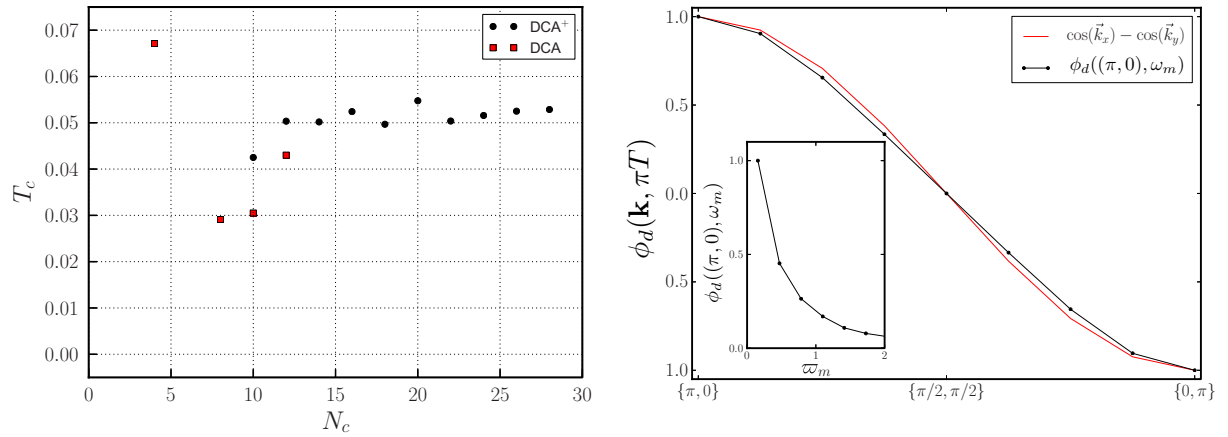 0.07
0.06
0.05
0.04
0.03
0.02
0.01
0.00
T_c
0 5 10 15 20 25 30
N_c
DCA⁺
DCA
1.0
0.5
0.0
0.5
1.0
ϕ_d(𝐤, πT)
cos(k⃗_x) − cos(k⃗_y)
ϕ_d((π, 0), ω_m)
1.0
0.5
0.0
ϕ_d((π, 0), ω_m)
0 1 2
ϖ_m
{π, 0} {π/2, π/2} {0, π}